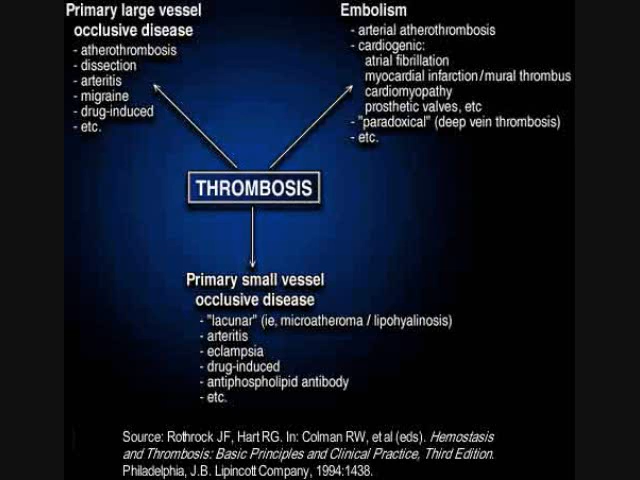 Primary large vessel
occlusive disease
- atherothrombosis
- dissection
- arteritis
- migraine
- drug-induced
- etc.
Embolism
- arterial atherothrombosis
- cardiogenic:
atrial fibrillation
myocardial infarction/mural thrombus
cardiomyopathy
prosthetic valves, etc
- "paradoxical" (deep vein thrombosis)
- etc.
THROMBOSIS
Primary small vessel
occlusive disease
- "lacunar" (ie, microatheroma / lipohyalinosis)
- arteritis
- eclampsia
- drug-induced
- antiphospholipid antibody
- etc.
Source: Rothrock JF, Hart RG. In: Colman RW, et al (eds). Hemostasis
and Thrombosis: Basic Principles and Clinical Practice, Third Edition.
Philadelphia, J.B. Lipincott Company, 1994:1438.